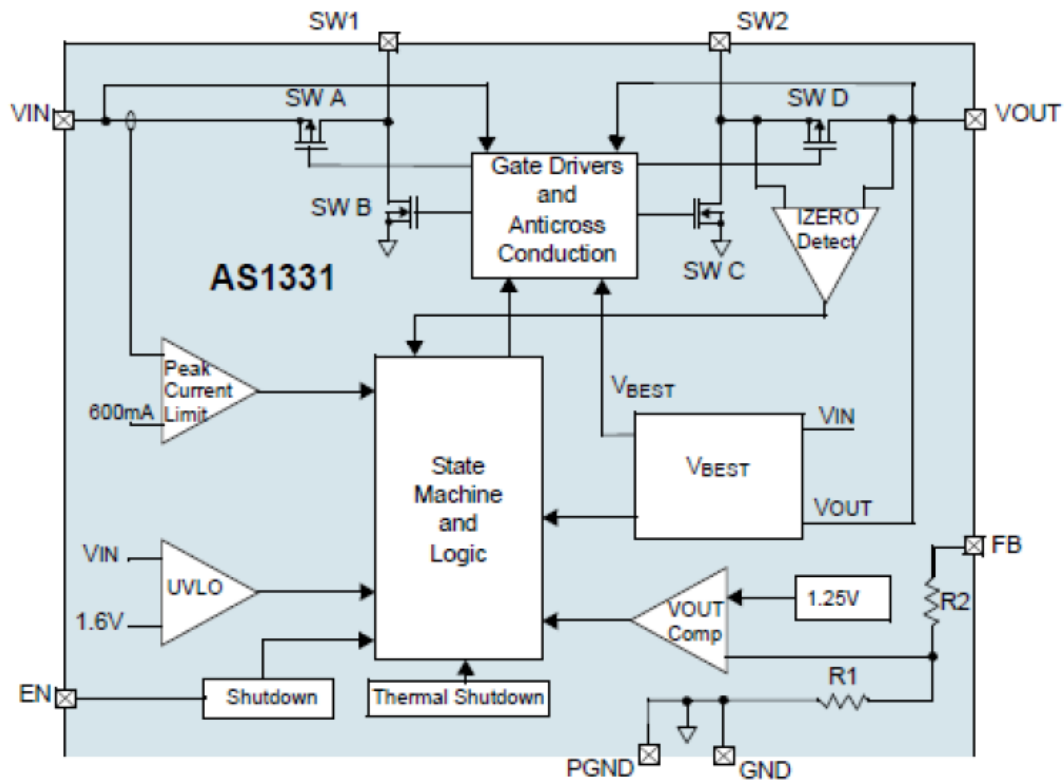 SW1
SW2
VIN
SW A
SW D
VOUT
Gate Drivers
and
Anticross
Conduction
SW B
SW C
IZERO
Detect
AS1331
Peak
Current
Limit
600mA
VBEST
VIN
VBEST
VOUT
State
Machine
and
Logic
VIN
UVLO
1.6V
FB
1.25V
VOUT
Comp
R2
R1
EN
Shutdown
Thermal Shutdown
PGND
GND